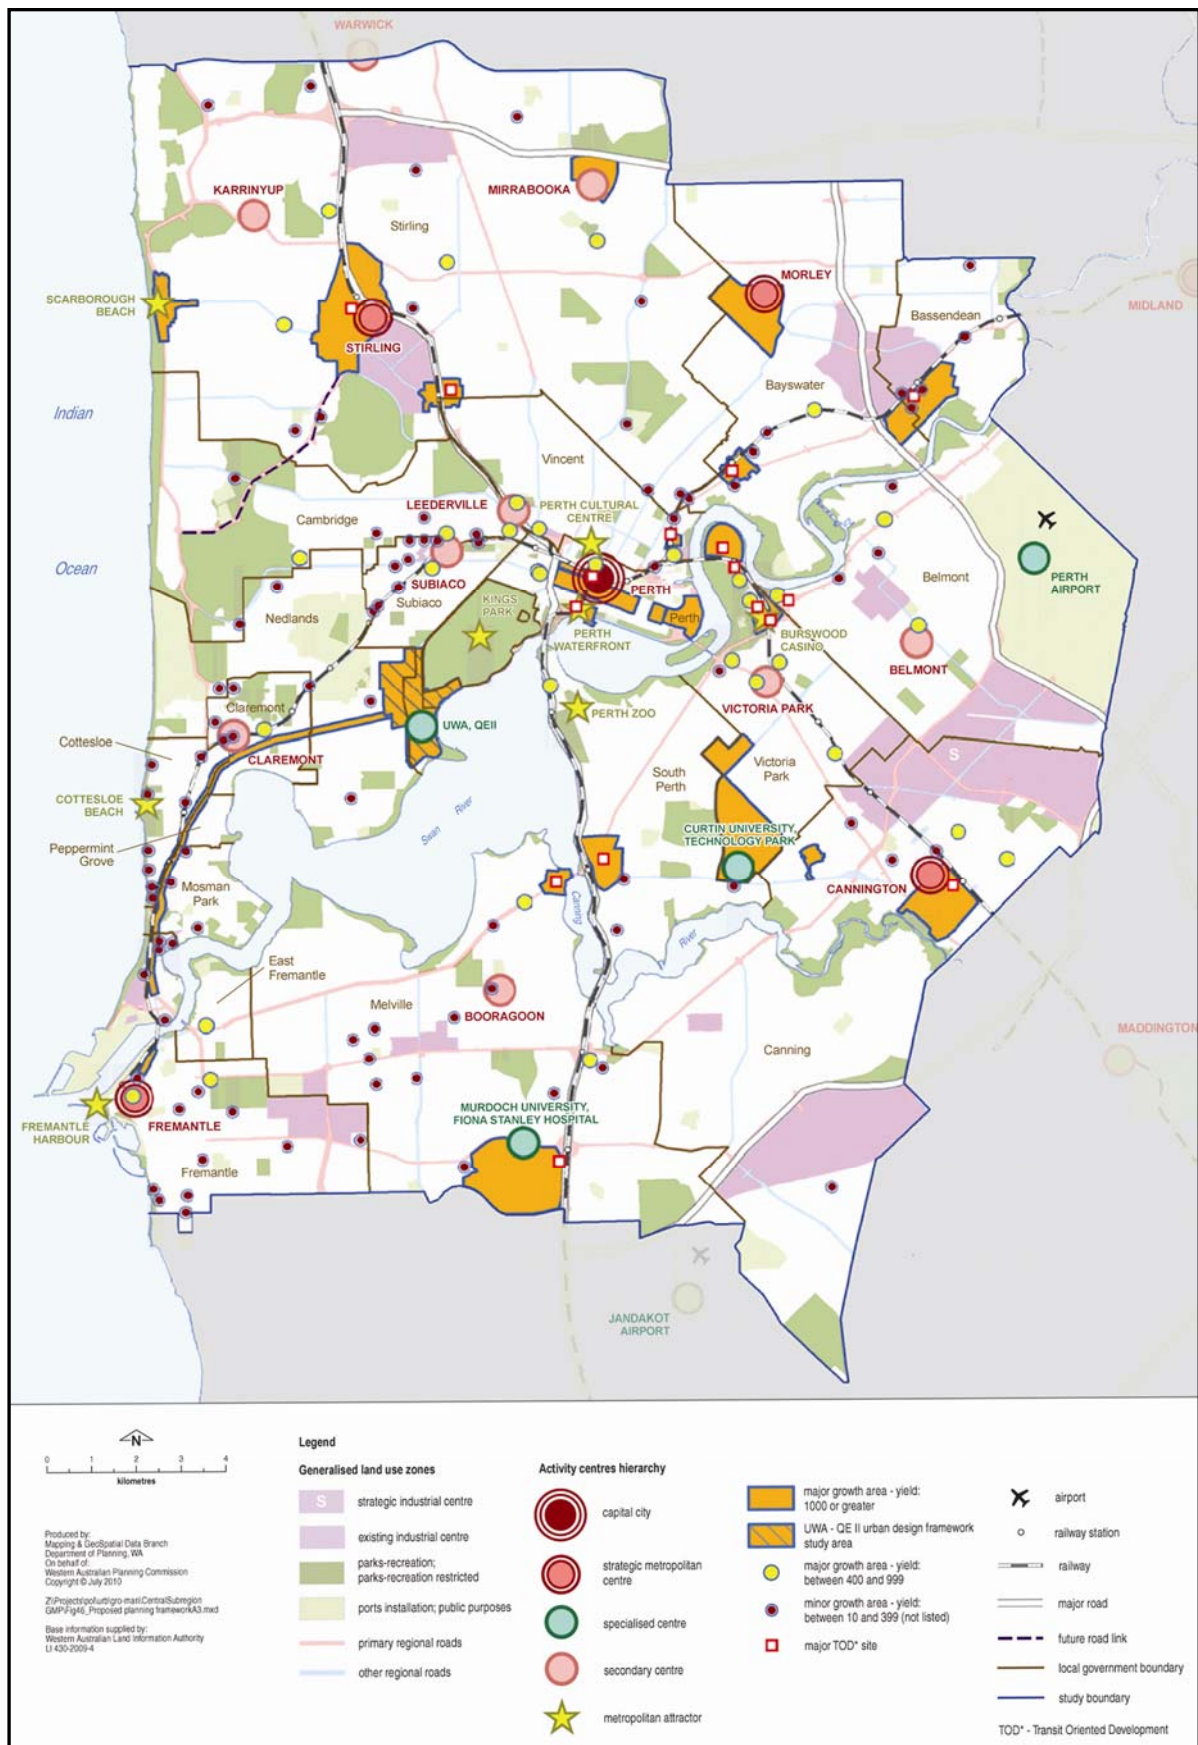 WARWICK
KARRINYUP
MIRRABOOKA
Stirling
MORLEY
MIDLAND
SCARBOROUGH
BEACH
Bassendean
STIRLING
Bayswater
Indian
Vincent
LEEDERVILLE
PERTH CULTURAL
CENTRE
Cambridge
Ocean
SUBIACO
Subiaco
KINGS
PARK
PERTH
Belmont
PERTH
AIRPORT
Nedlands
Perth
PERTH
WATERFRONT
BURSWOOD
CASINO
BELMONT
Claremont
UWA, QEII
PERTH ZOO
VICTORIA PARK
Cottesloe
CLAREMONT
South
Perth
Victoria
Park
S
COTTESLOE
BEACH
Swan
River
CURTIN UNIVERSITY,
TECHNOLOGY PARK
Peppermint
Grove
Mosman
Park
CANNINGTON
Canning
River
East
Fremantle
Melville
BOORAGOON
Canning
MADDINGTON
MURDOCH UNIVERSITY,
FIONA STANLEY HOSPITAL
FREMANTLE
HARBOUR
FREMANTLE
Fremantle
JANDAKOT
AIRPORT
N
0 1 2 3 4
kilometres
Produced by:
Mapping & GeoSpatial Data Branch
Department of Planning, WA
On behalf of:
Western Australian Planning Commission
Copyright © July 2010
Base information supplied by:
Western Australian Land Information Authority
LI 430-2009-4
Legend
Generalised land use zones
S strategic industrial centre
existing industrial centre
parks-recreation;
parks-recreation restricted
ports installation; public purposes
primary regional roads
other regional roads
Activity centres hierarchy
capital city
strategic metropolitan
centre
specialised centre
secondary centre
metropolitan attractor
major growth area - yield:
1000 or greater
UWA - QE II urban design framework
study area
major growth area - yield:
between 400 and 999
minor growth area - yield:
between 10 and 399 (not listed)
major TOD* site
airport
railway station
railway
major road
future road link
local government boundary
study boundary
TOD* - Transit Oriented Development